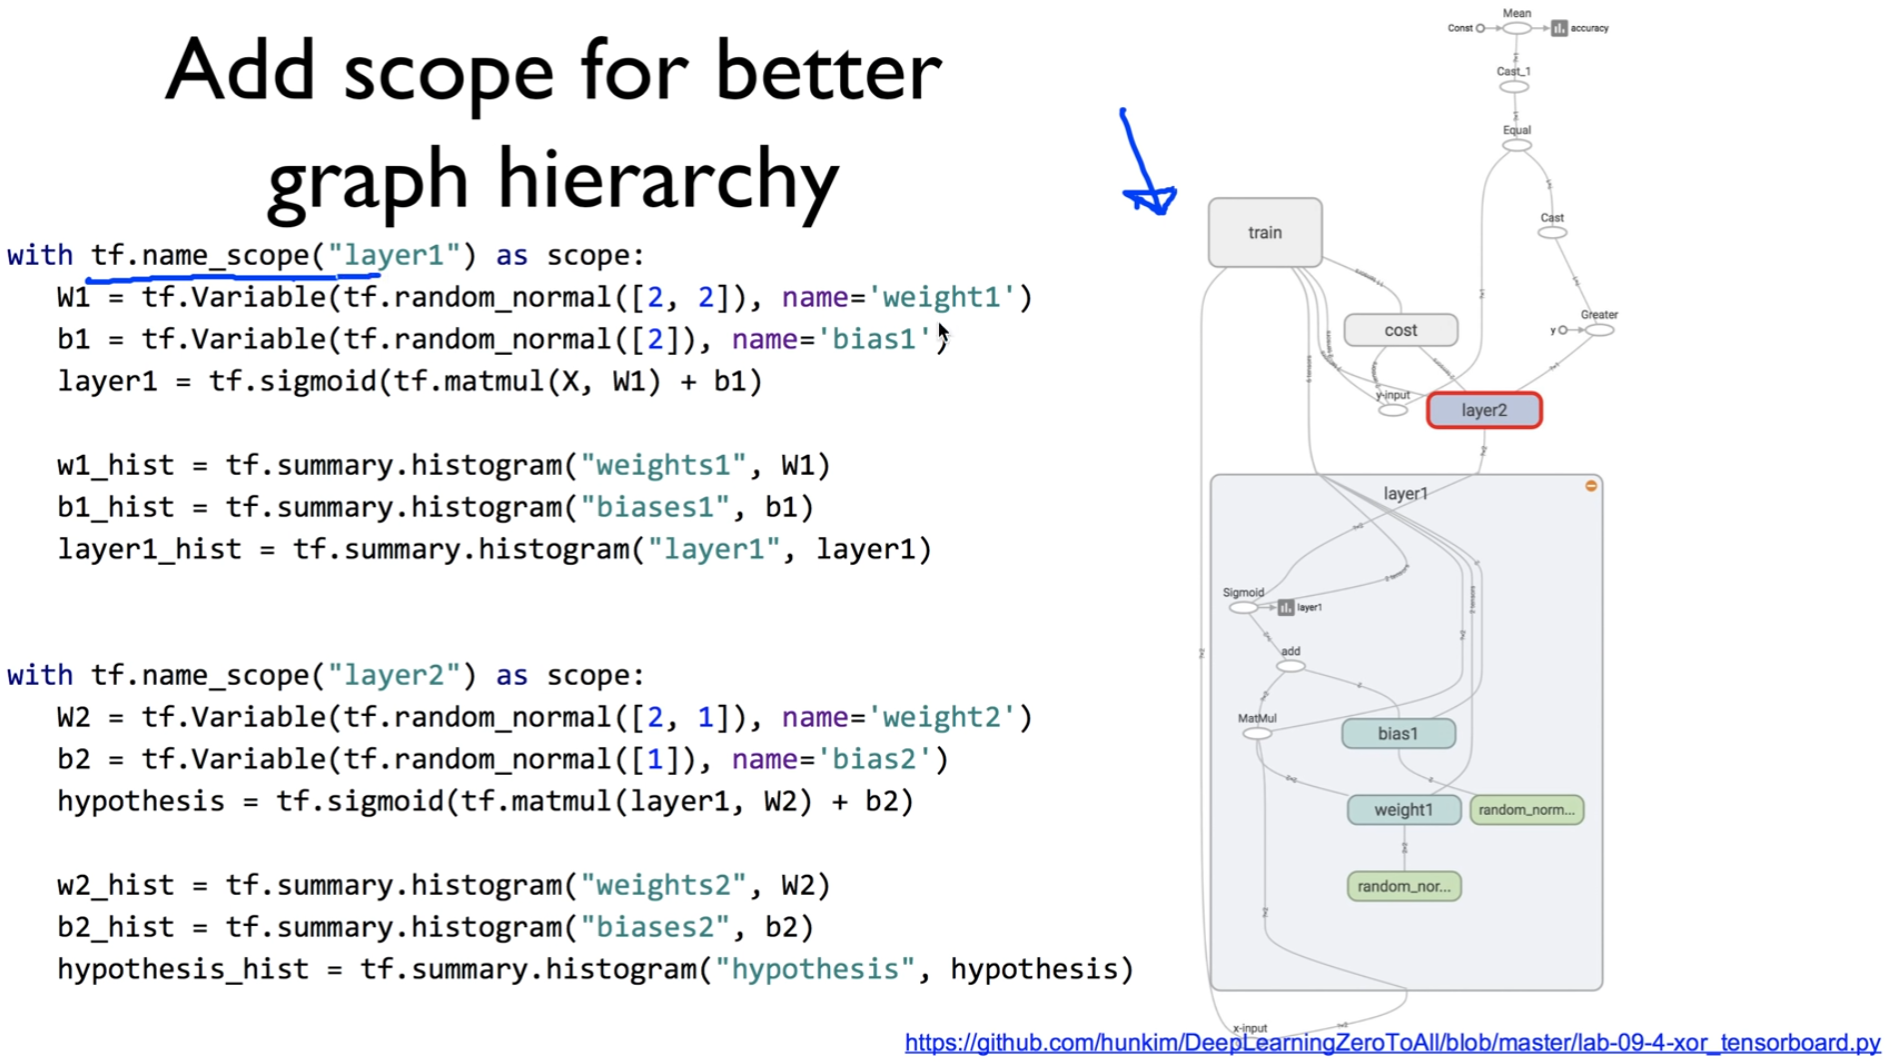 Add scope for better
graph hierarchy
with tf.name_scope("layer1") as scope:
W1 = tf.Variable(tf.random_normal([2, 2]), name='weight1')
b1 = tf.Variable(tf.random_normal([2]), name='bias1')
layer1 = tf.sigmoid(tf.matmul(X, W1) + b1)
w1_hist = tf.summary.histogram("weights1", W1)
b1_hist = tf.summary.histogram("biases1", b1)
layer1_hist = tf.summary.histogram("layer1", layer1)
with tf.name_scope("layer2") as scope:
W2 = tf.Variable(tf.random_normal([2, 1]), name='weight2')
b2 = tf.Variable(tf.random_normal([1]), name='bias2')
hypothesis = tf.sigmoid(tf.matmul(layer1, W2) + b2)
w2_hist = tf.summary.histogram("weights2", W2)
b2_hist = tf.summary.histogram("biases2", b2)
hypothesis_hist = tf.summary.histogram("hypothesis", hypothesis)
Mean
Const
accuracy
Cast_1
Equal
Cast
train
Greater
y
cost
y-input
layer2
layer1
Sigmoid
layer1
add
MatMul
bias1
weight1
random_norm...
random_nor...
x-input
https://github.com/hunkim/DeepLearningZeroToAll/blob/master/lab-09-4-xor_tensorboard.py